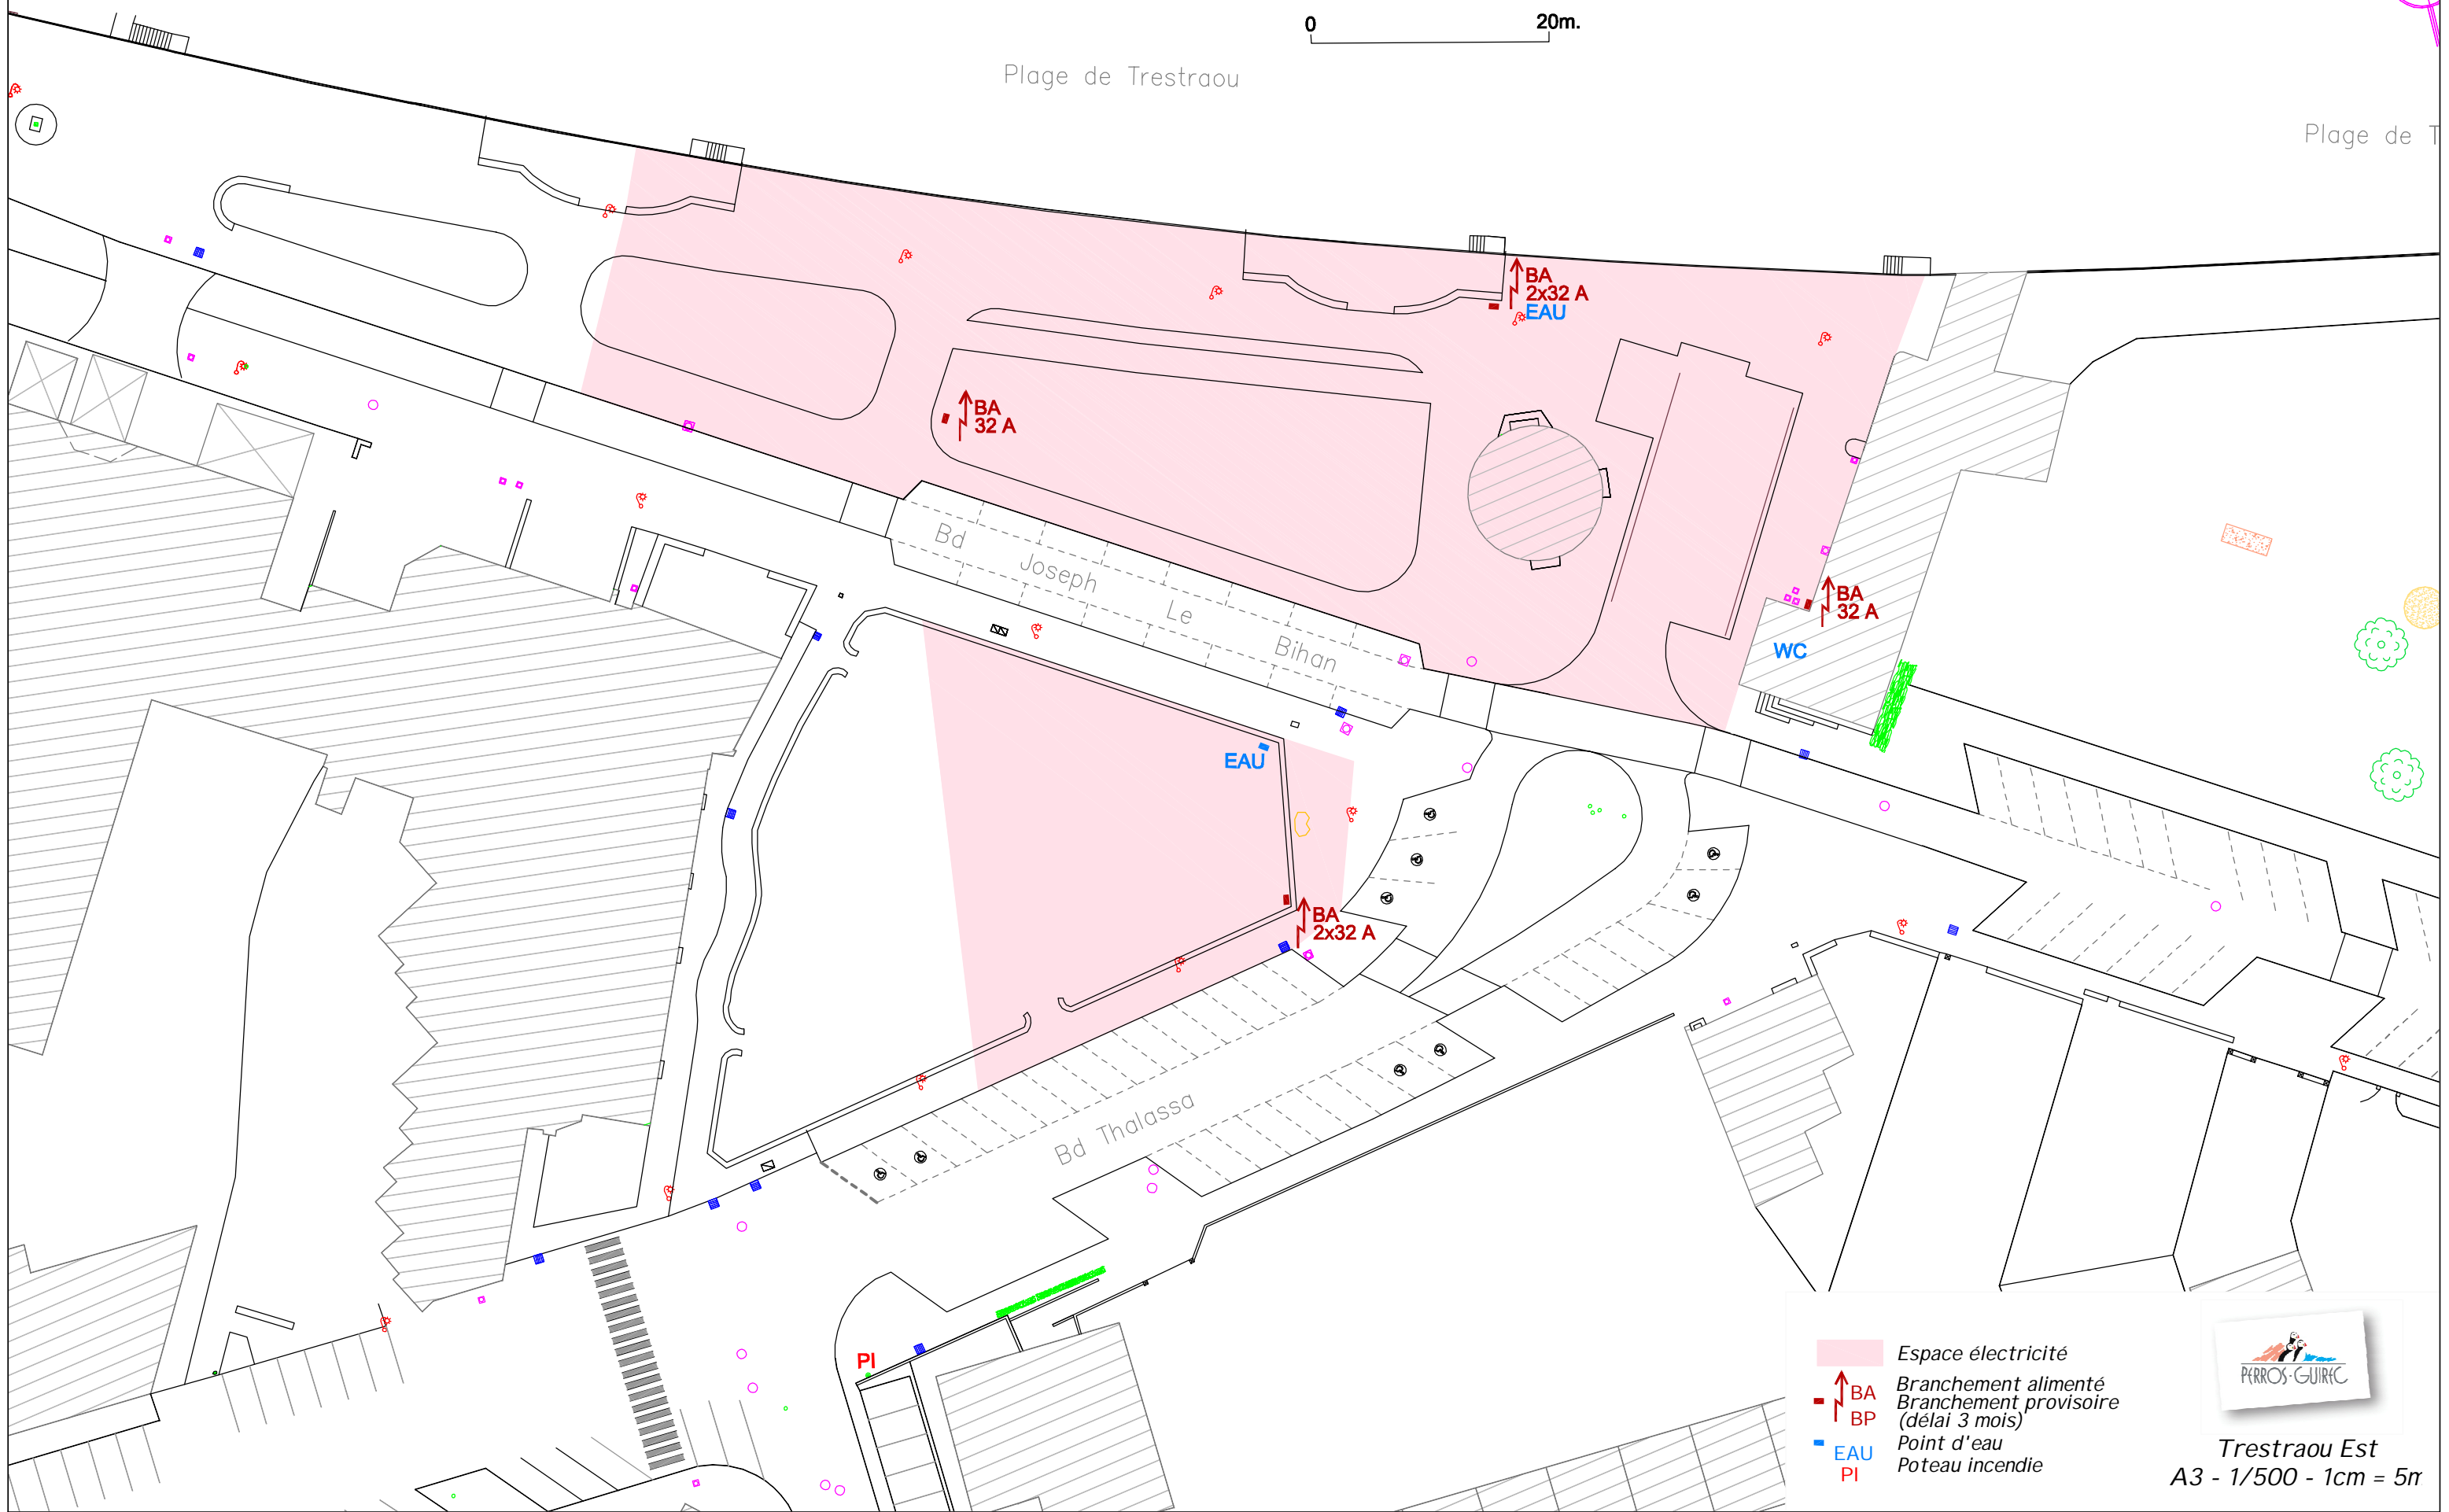 0 20m.
Plage de Trestraou
Plage de T
BA
2x32 A
EAU
BA
32 A
Bd Joseph Le Bihan
BA
32 A
WC
EAU
BA
2x32 A
Bd Thalassa
PI
Espace électricité
BA Branchement alimenté
BP Branchement provisoire
(délai 3 mois)
EAU Point d'eau
PI Poteau incendie
PERROS-GUIREC
Trestraou Est
A3 - 1/500 - 1cm = 5m